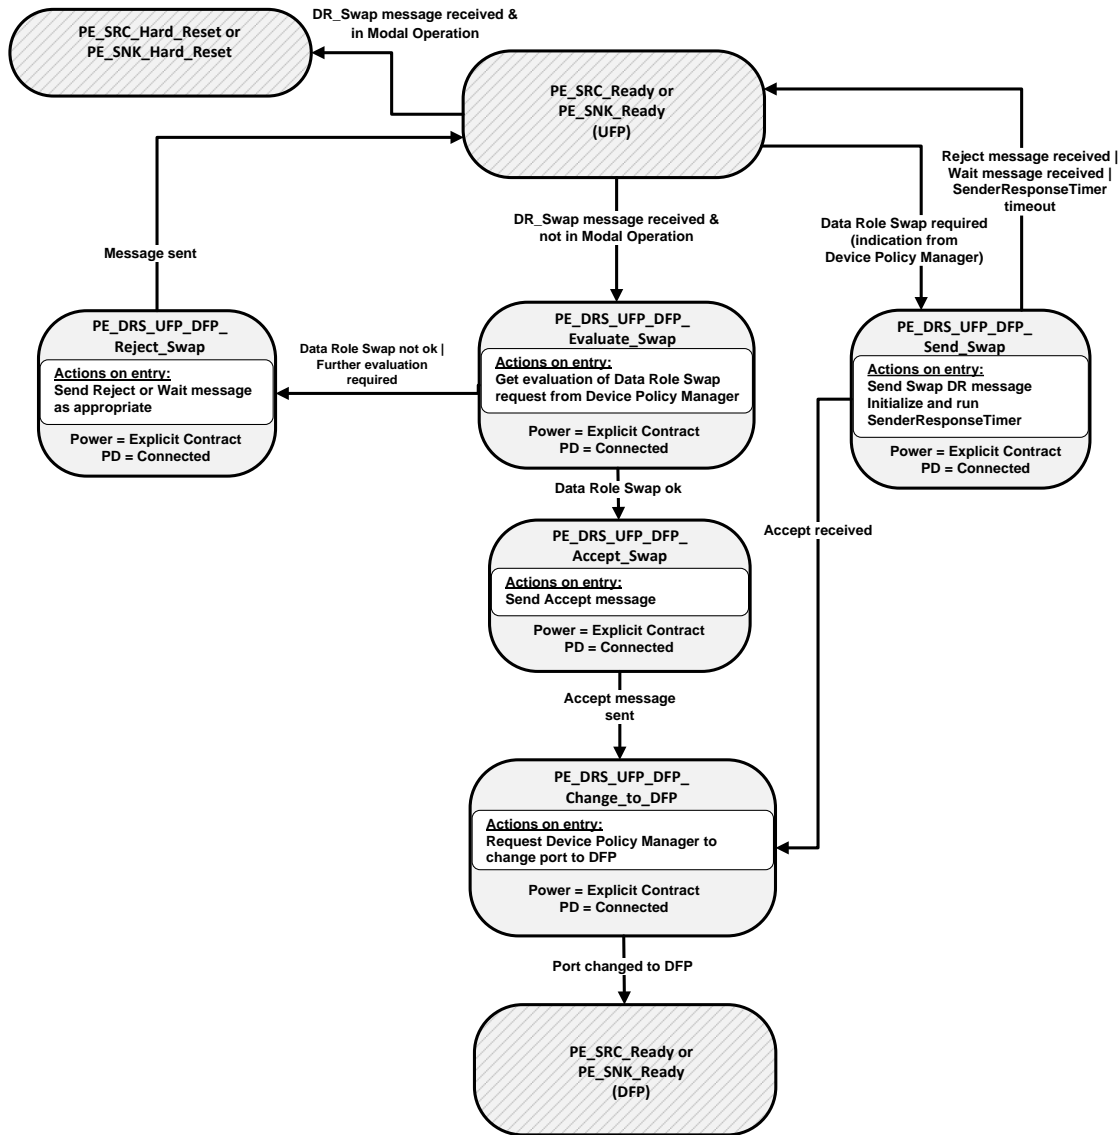 DR_Swap message received &
in Modal Operation
PE_SRC_Hard_Reset or
PE_SNK_Hard_Reset
PE_SRC_Ready or
PE_SNK_Ready
(UFP)
Reject message received |
Wait message received |
SenderResponseTimer
timeout
DR_Swap message received &
not in Modal Operation
Data Role Swap required
(indication from
Device Policy Manager)
Message sent
PE_DRS_UFP_DFP_
Reject_Swap
Actions on entry:
Send Reject or Wait message
as appropriate
Power = Explicit Contract
PD = Connected
Data Role Swap not ok |
Further evaluation
required
PE_DRS_UFP_DFP_
Evaluate_Swap
Actions on entry:
Get evaluation of Data Role Swap
request from Device Policy Manager
Power = Explicit Contract
PD = Connected
PE_DRS_UFP_DFP_
Send_Swap
Actions on entry:
Send Swap DR message
Initialize and run
SenderResponseTimer
Power = Explicit Contract
PD = Connected
Data Role Swap ok
Accept received
PE_DRS_UFP_DFP_
Accept_Swap
Actions on entry:
Send Accept message
Power = Explicit Contract
PD = Connected
Accept message
sent
PE_DRS_UFP_DFP_
Change_to_DFP
Actions on entry:
Request Device Policy Manager to
change port to DFP
Power = Explicit Contract
PD = Connected
Port changed to DFP
PE_SRC_Ready or
PE_SNK_Ready
(DFP)